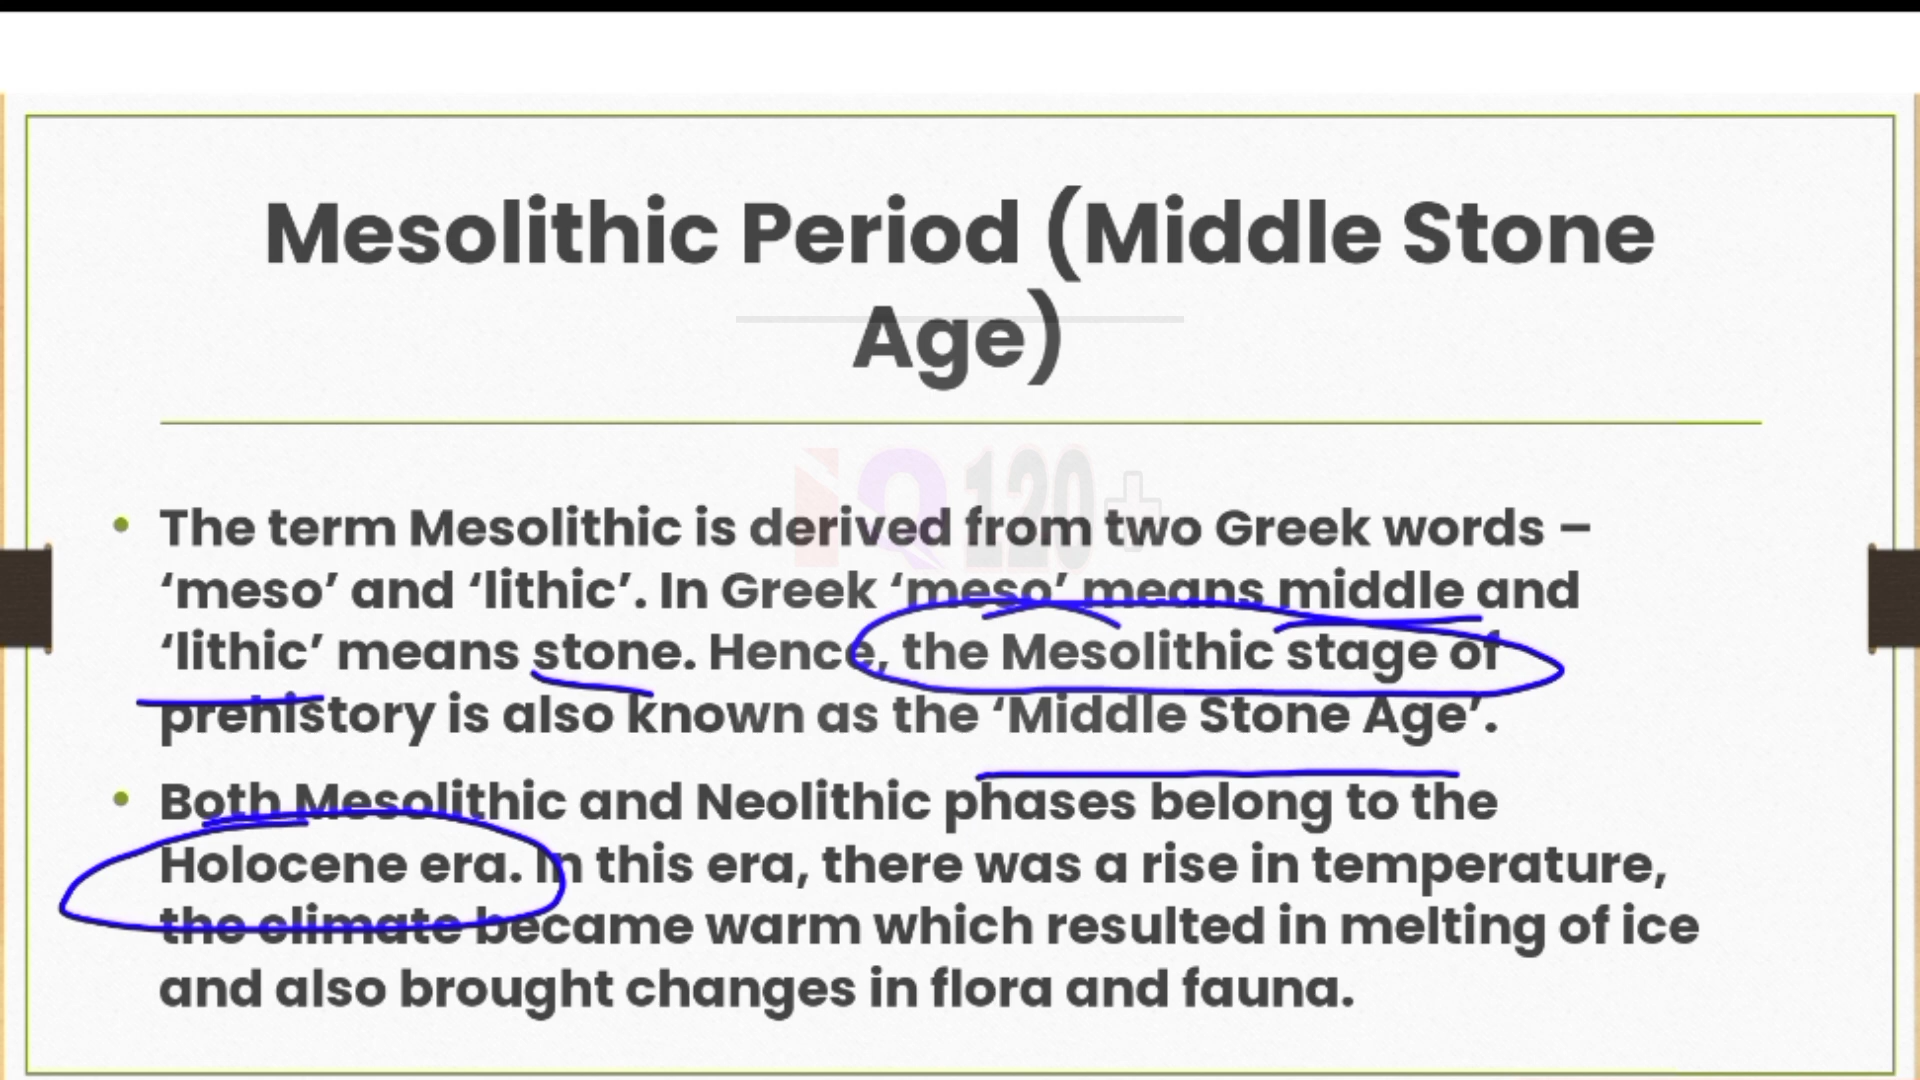 Mesolithic Period (Middle Stone
Age)
iQ 120+
• The term Mesolithic is derived from two Greek words –
‘meso’ and ‘lithic’. In Greek ‘meso’ means middle and
‘lithic’ means stone. Hence, the Mesolithic stage of
prehistory is also known as the ‘Middle Stone Age’.
• Both Mesolithic and Neolithic phases belong to the
Holocene era. In this era, there was a rise in temperature,
the climate became warm which resulted in melting of ice
and also brought changes in flora and fauna.